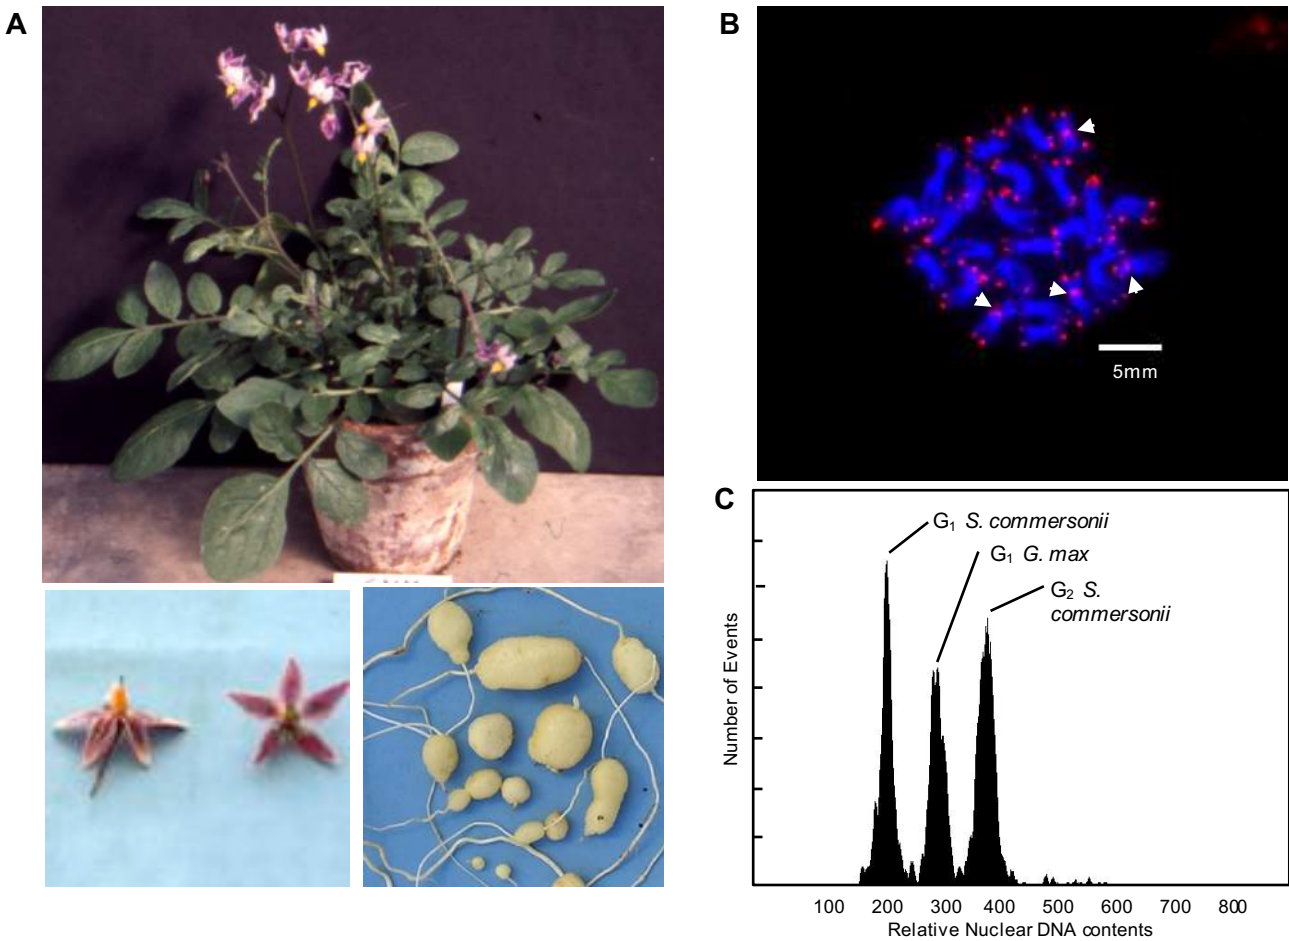 A
B
5mm
C
G₁ S. commersonii
G₁ G. max
G₂ S.
commersonii
Number of Events
100 200 300 400 500 600 700 800
Relative Nuclear DNA contents